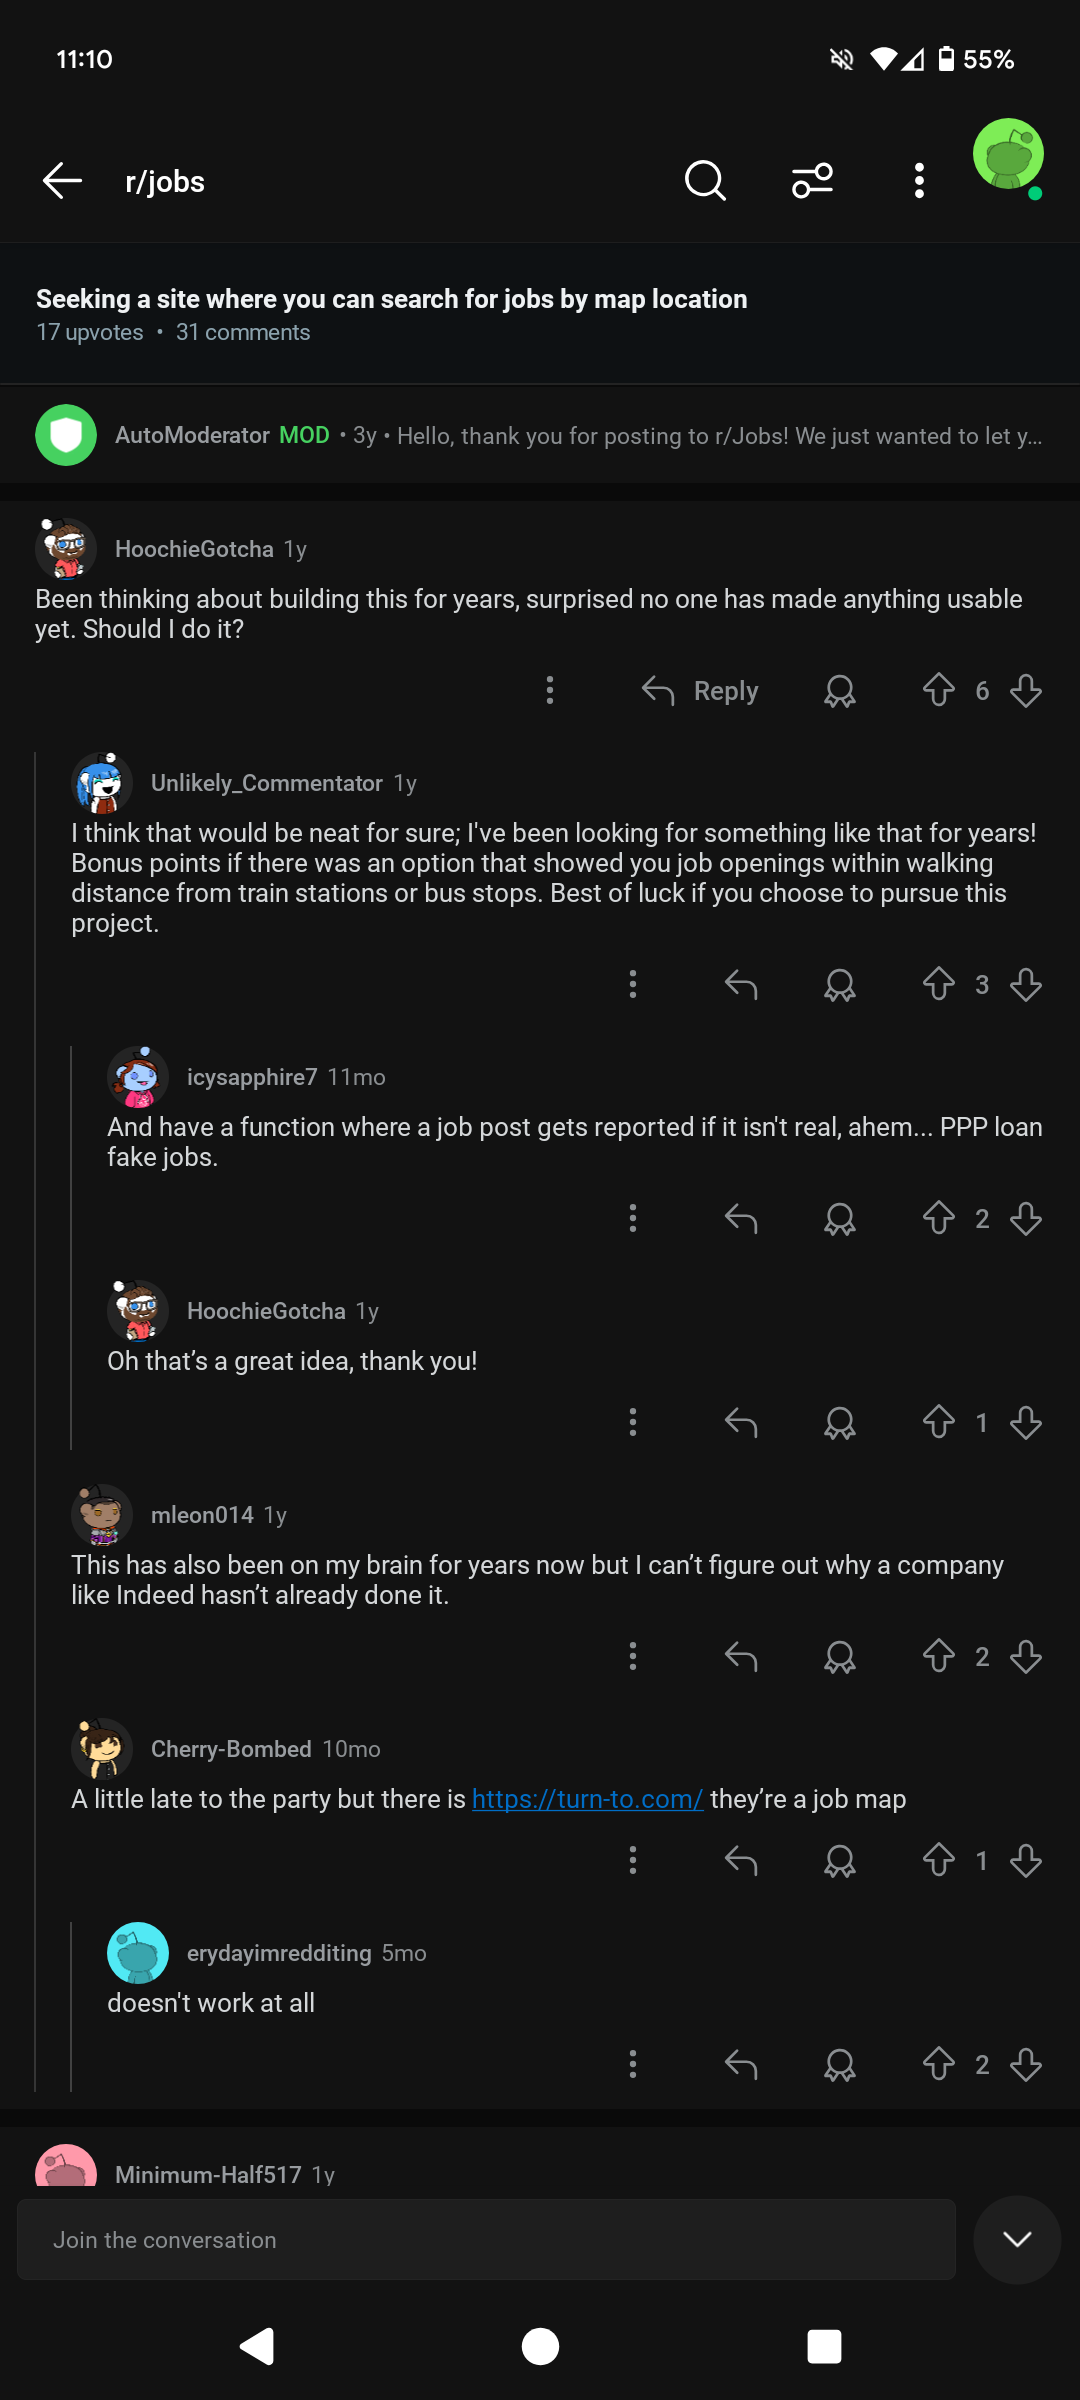 11:10
55%
r/jobs
Seeking a site where you can search for jobs by map location
17 upvotes • 31 comments
AutoModerator MOD • 3y • Hello, thank you for posting to r/Jobs! We just wanted to let y...
HoochieGotcha 1y
Been thinking about building this for years, surprised no one has made anything usable
yet. Should I do it?
Reply
6
Unlikely_Commentator 1y
I think that would be neat for sure; I've been looking for something like that for years!
Bonus points if there was an option that showed you job openings within walking
distance from train stations or bus stops. Best of luck if you choose to pursue this
project.
3
icysapphire7 11mo
And have a function where a job post gets reported if it isn't real, ahem... PPP loan
fake jobs.
2
HoochieGotcha 1y
Oh that’s a great idea, thank you!
1
mleon014 1y
This has also been on my brain for years now but I can’t figure out why a company
like Indeed hasn’t already done it.
2
Cherry-Bombed 10mo
A little late to the party but there is https://turn-to.com/ they’re a job map
1
erydayimredditing 5mo
doesn't work at all
2
Minimum-Half517 1y
Join the conversation